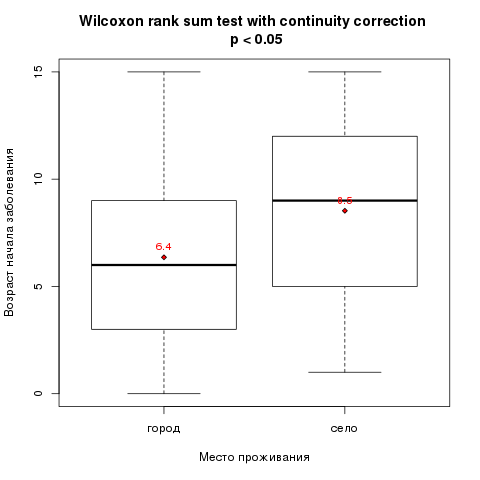 Wilcoxon rank sum test with continuity correction
p < 0.05
Возраст начала заболевания
15
10
5
0
6.4
8.5
город
село
Место проживания